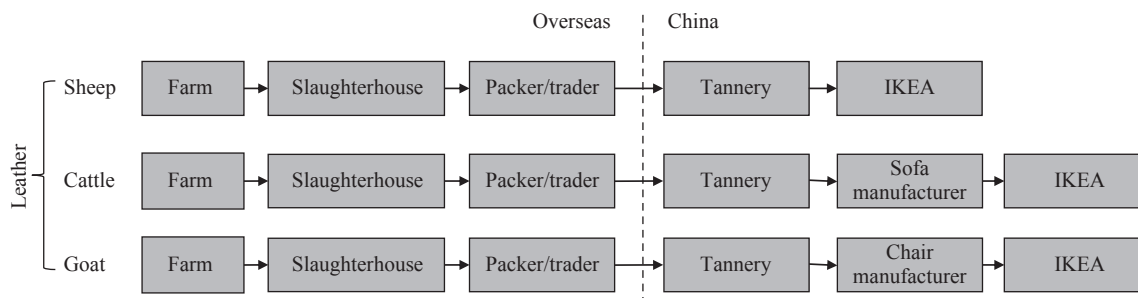 Overseas China
Sheep Farm Slaughterhouse Packer/trader Tannery IKEA
Leather
Cattle Farm Slaughterhouse Packer/trader Tannery Sofa
manufacturer IKEA
Goat Farm Slaughterhouse Packer/trader Tannery Chair
manufacturer IKEA